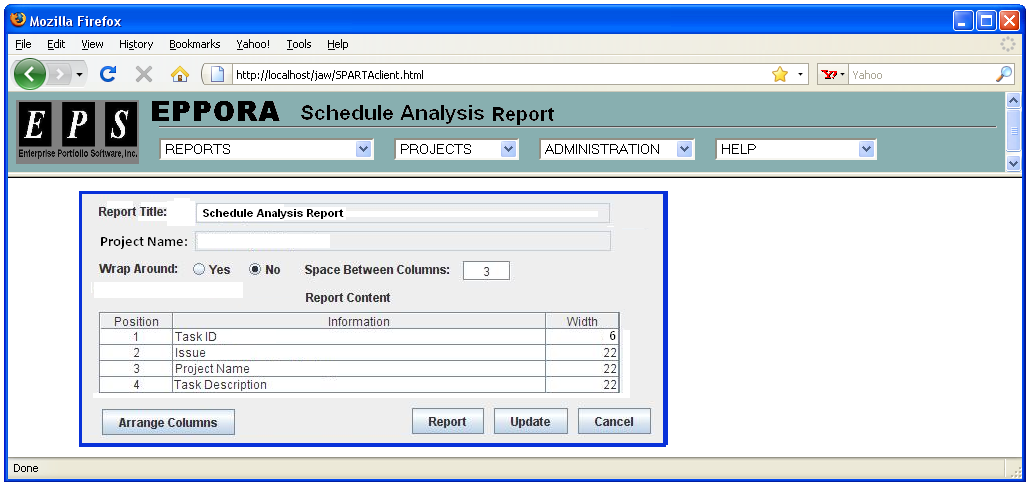 Mozilla Firefox
File Edit View History Bookmarks Yahoo! Tools Help
http://localhost/jaw/SPARTAclient.html Yahoo
EPS EPPORA Schedule Analysis Report
Enterprise Portfolio Software, Inc.
REPORTS PROJECTS ADMINISTRATION HELP
Report Title: Schedule Analysis Report
Project Name:
Wrap Around: Yes No Space Between Columns: 3
Report Content
Position Information Width
1 Task ID 6
2 Issue 22
3 Project Name 22
4 Task Description 22
Arrange Columns Report Update Cancel
Done